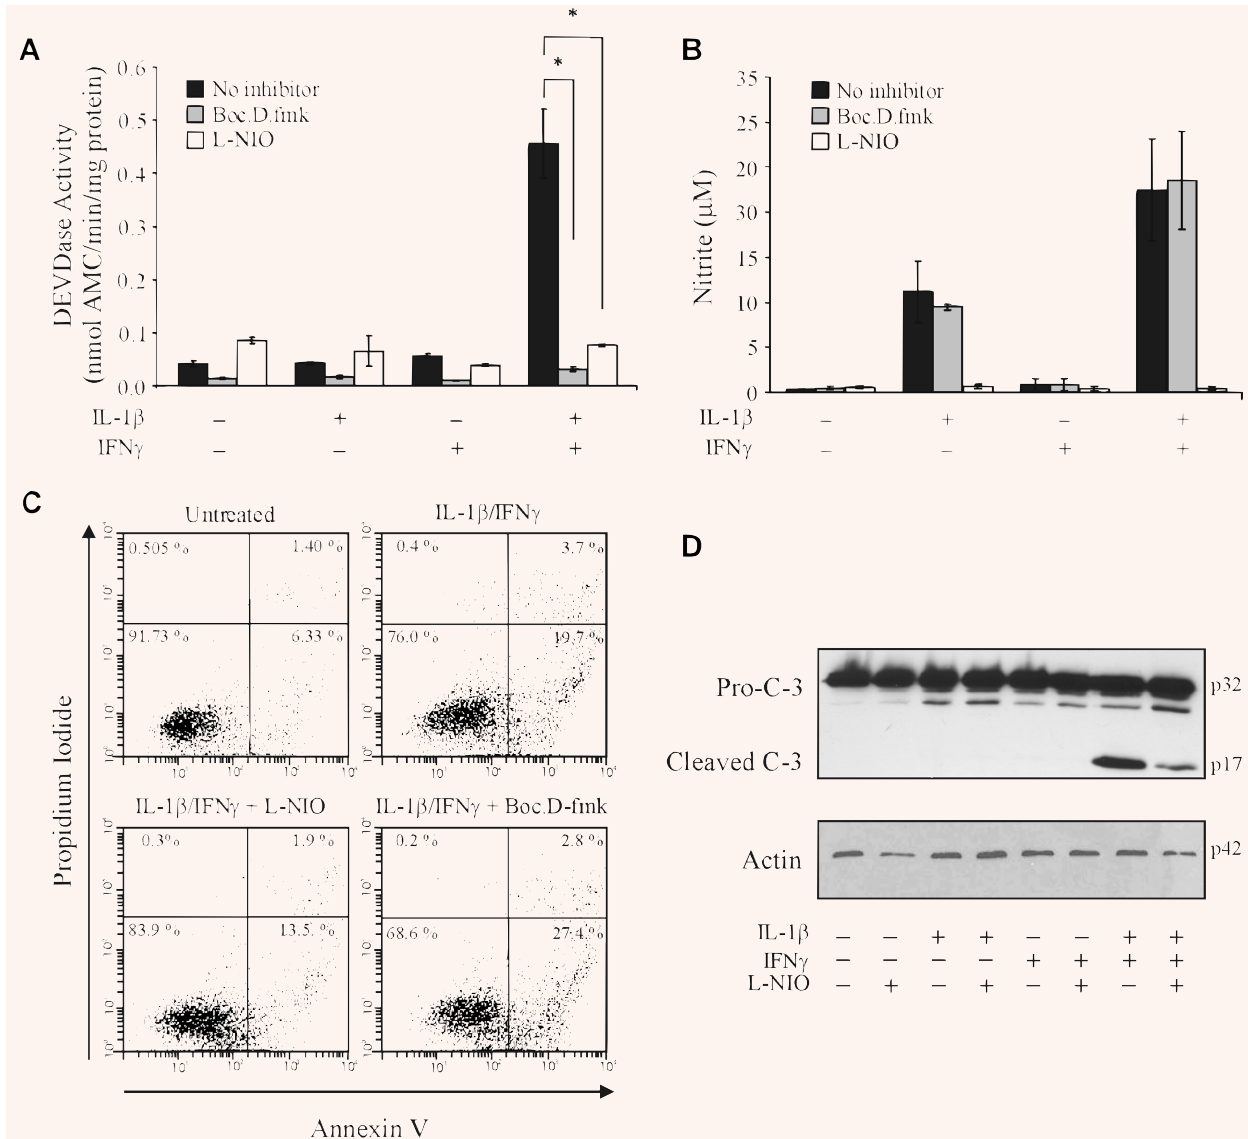 A
DEVDase Activity
(nmol AMC/min/mg protein)
0.6
0.5
0.4
0.3
0.2
0.1
0.0
No inhibitor
Boc.D.fmk
L-NIO
*
*
IL-1β − + − +
IFNγ − − + +
B
Nitrite (μM)
35
25
20
30
15
10
5
0
No inhibitor
Boc.D.fmk
L-NIO
IL-1β − + − +
IFNγ − − + +
C
Propidium Iodide
Untreated
0.505 % 1.40 %
91.73 % 6.33 %
IL-1β/IFNγ
0.4 % 3.7 %
76.0 % 19.7 %
IL-1β/IFNγ + L-NIO
0.3% 1.9 %
83.9 % 13.5 %
IL-1β/IFNγ + Boc.D-fmk
0.2 % 2.8 %
68.6 % 27.4 %
Annexin V
D
Pro-C-3 p32
Cleaved C-3 p17
Actin p42
IL-1β − − + + − − + +
IFNγ − − − − + + + +
L-NIO − + − + − + − +